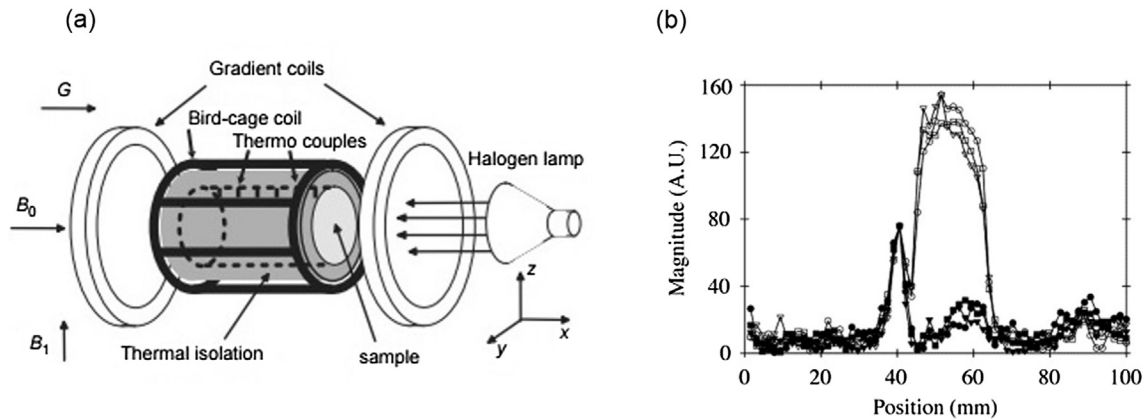 (a)
Gradient coils
G
Bird-cage coil
Thermo couples
Halogen lamp
B0
B1
Thermal isolation
sample
z
y
x
(b)
160
120
80
40
0
Magnitude (A.U.)
0 20 40 60 80 100
Position (mm)